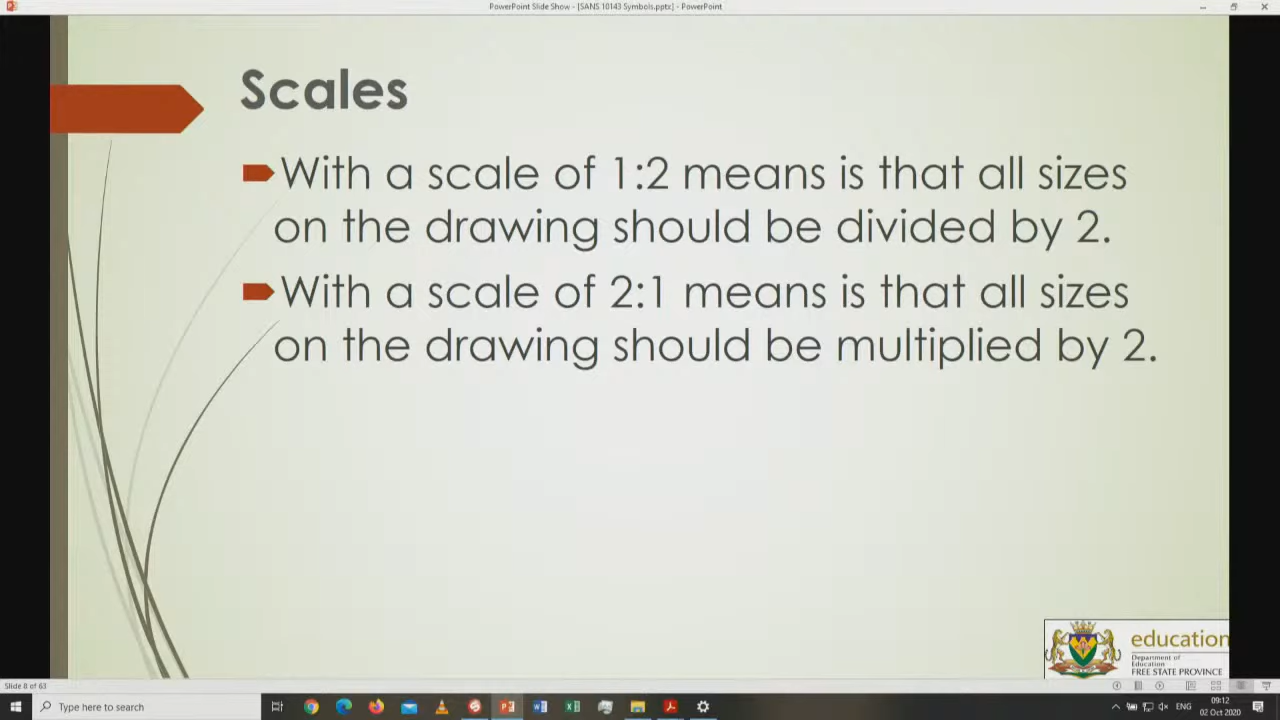 PowerPoint Slide Show - [SANS 10143 Symbols.pptx] - PowerPoint
Scales
With a scale of 1:2 means is that all sizes
on the drawing should be divided by 2.
With a scale of 2:1 means is that all sizes
on the drawing should be multiplied by 2.
education
Department of
Education
FREE STATE PROVINCE
Slide 8 of 63
Type here to search
ENG
09:12
02 Oct 2020